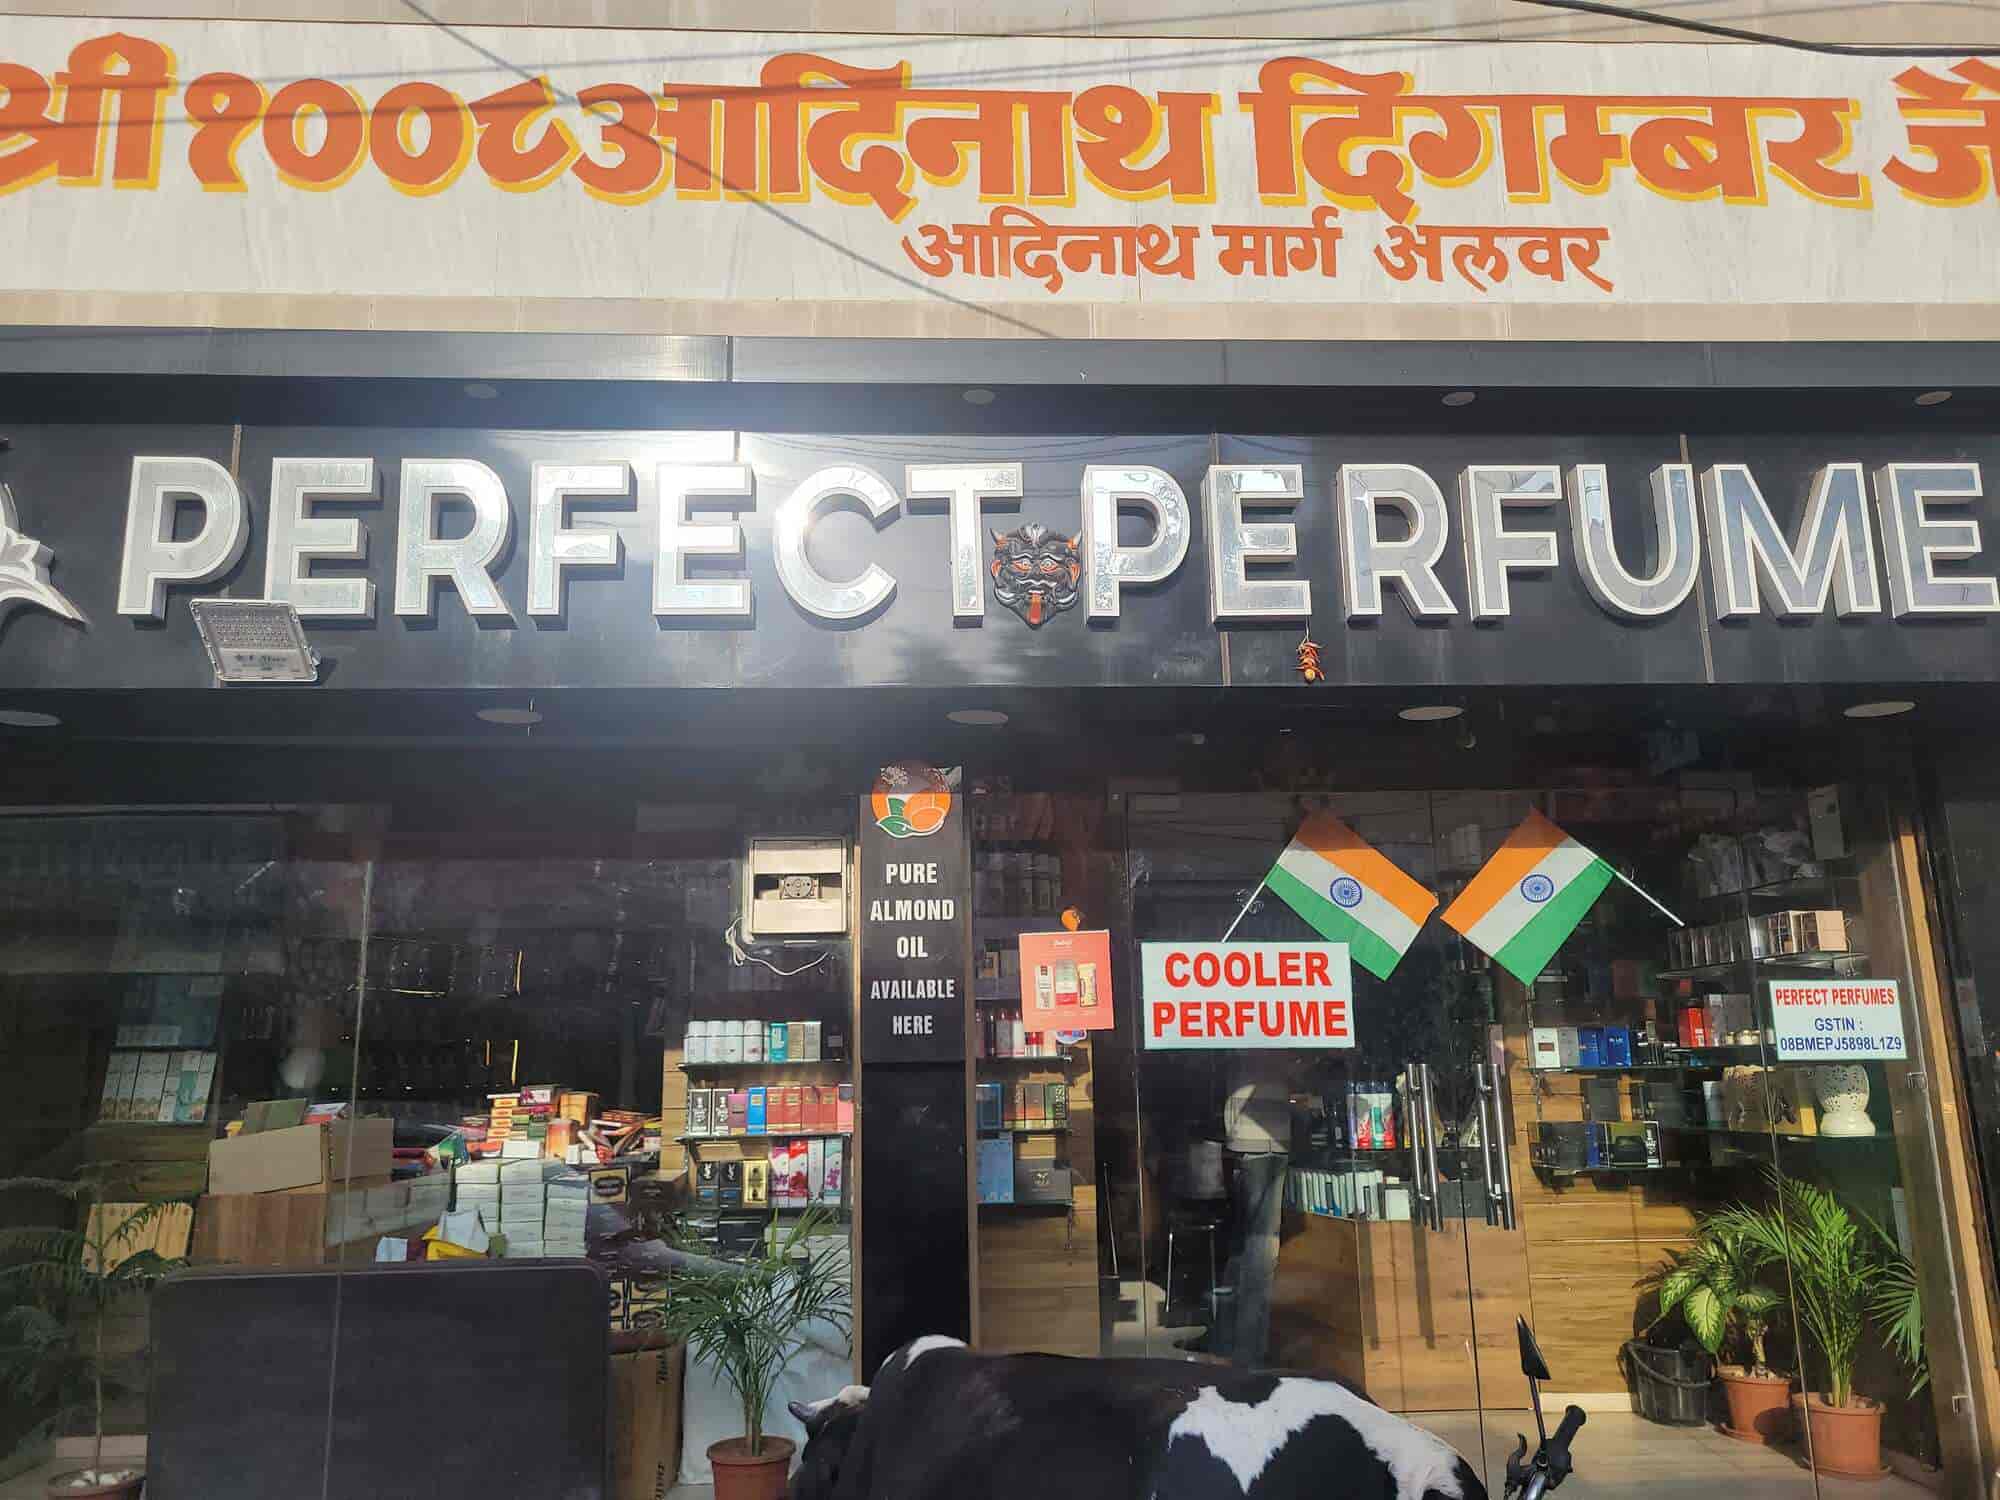 श्री १००८ आदिनाथ दिगम्बर जै
आदिनाथ मार्ग अलवर
PERFECT PERFUME
PURE
ALMOND
OIL
AVAILABLE
HERE
COOLER
PERFUME
PERFECT PERFUMES
GSTIN :
08BMEPJ5898L1Z9